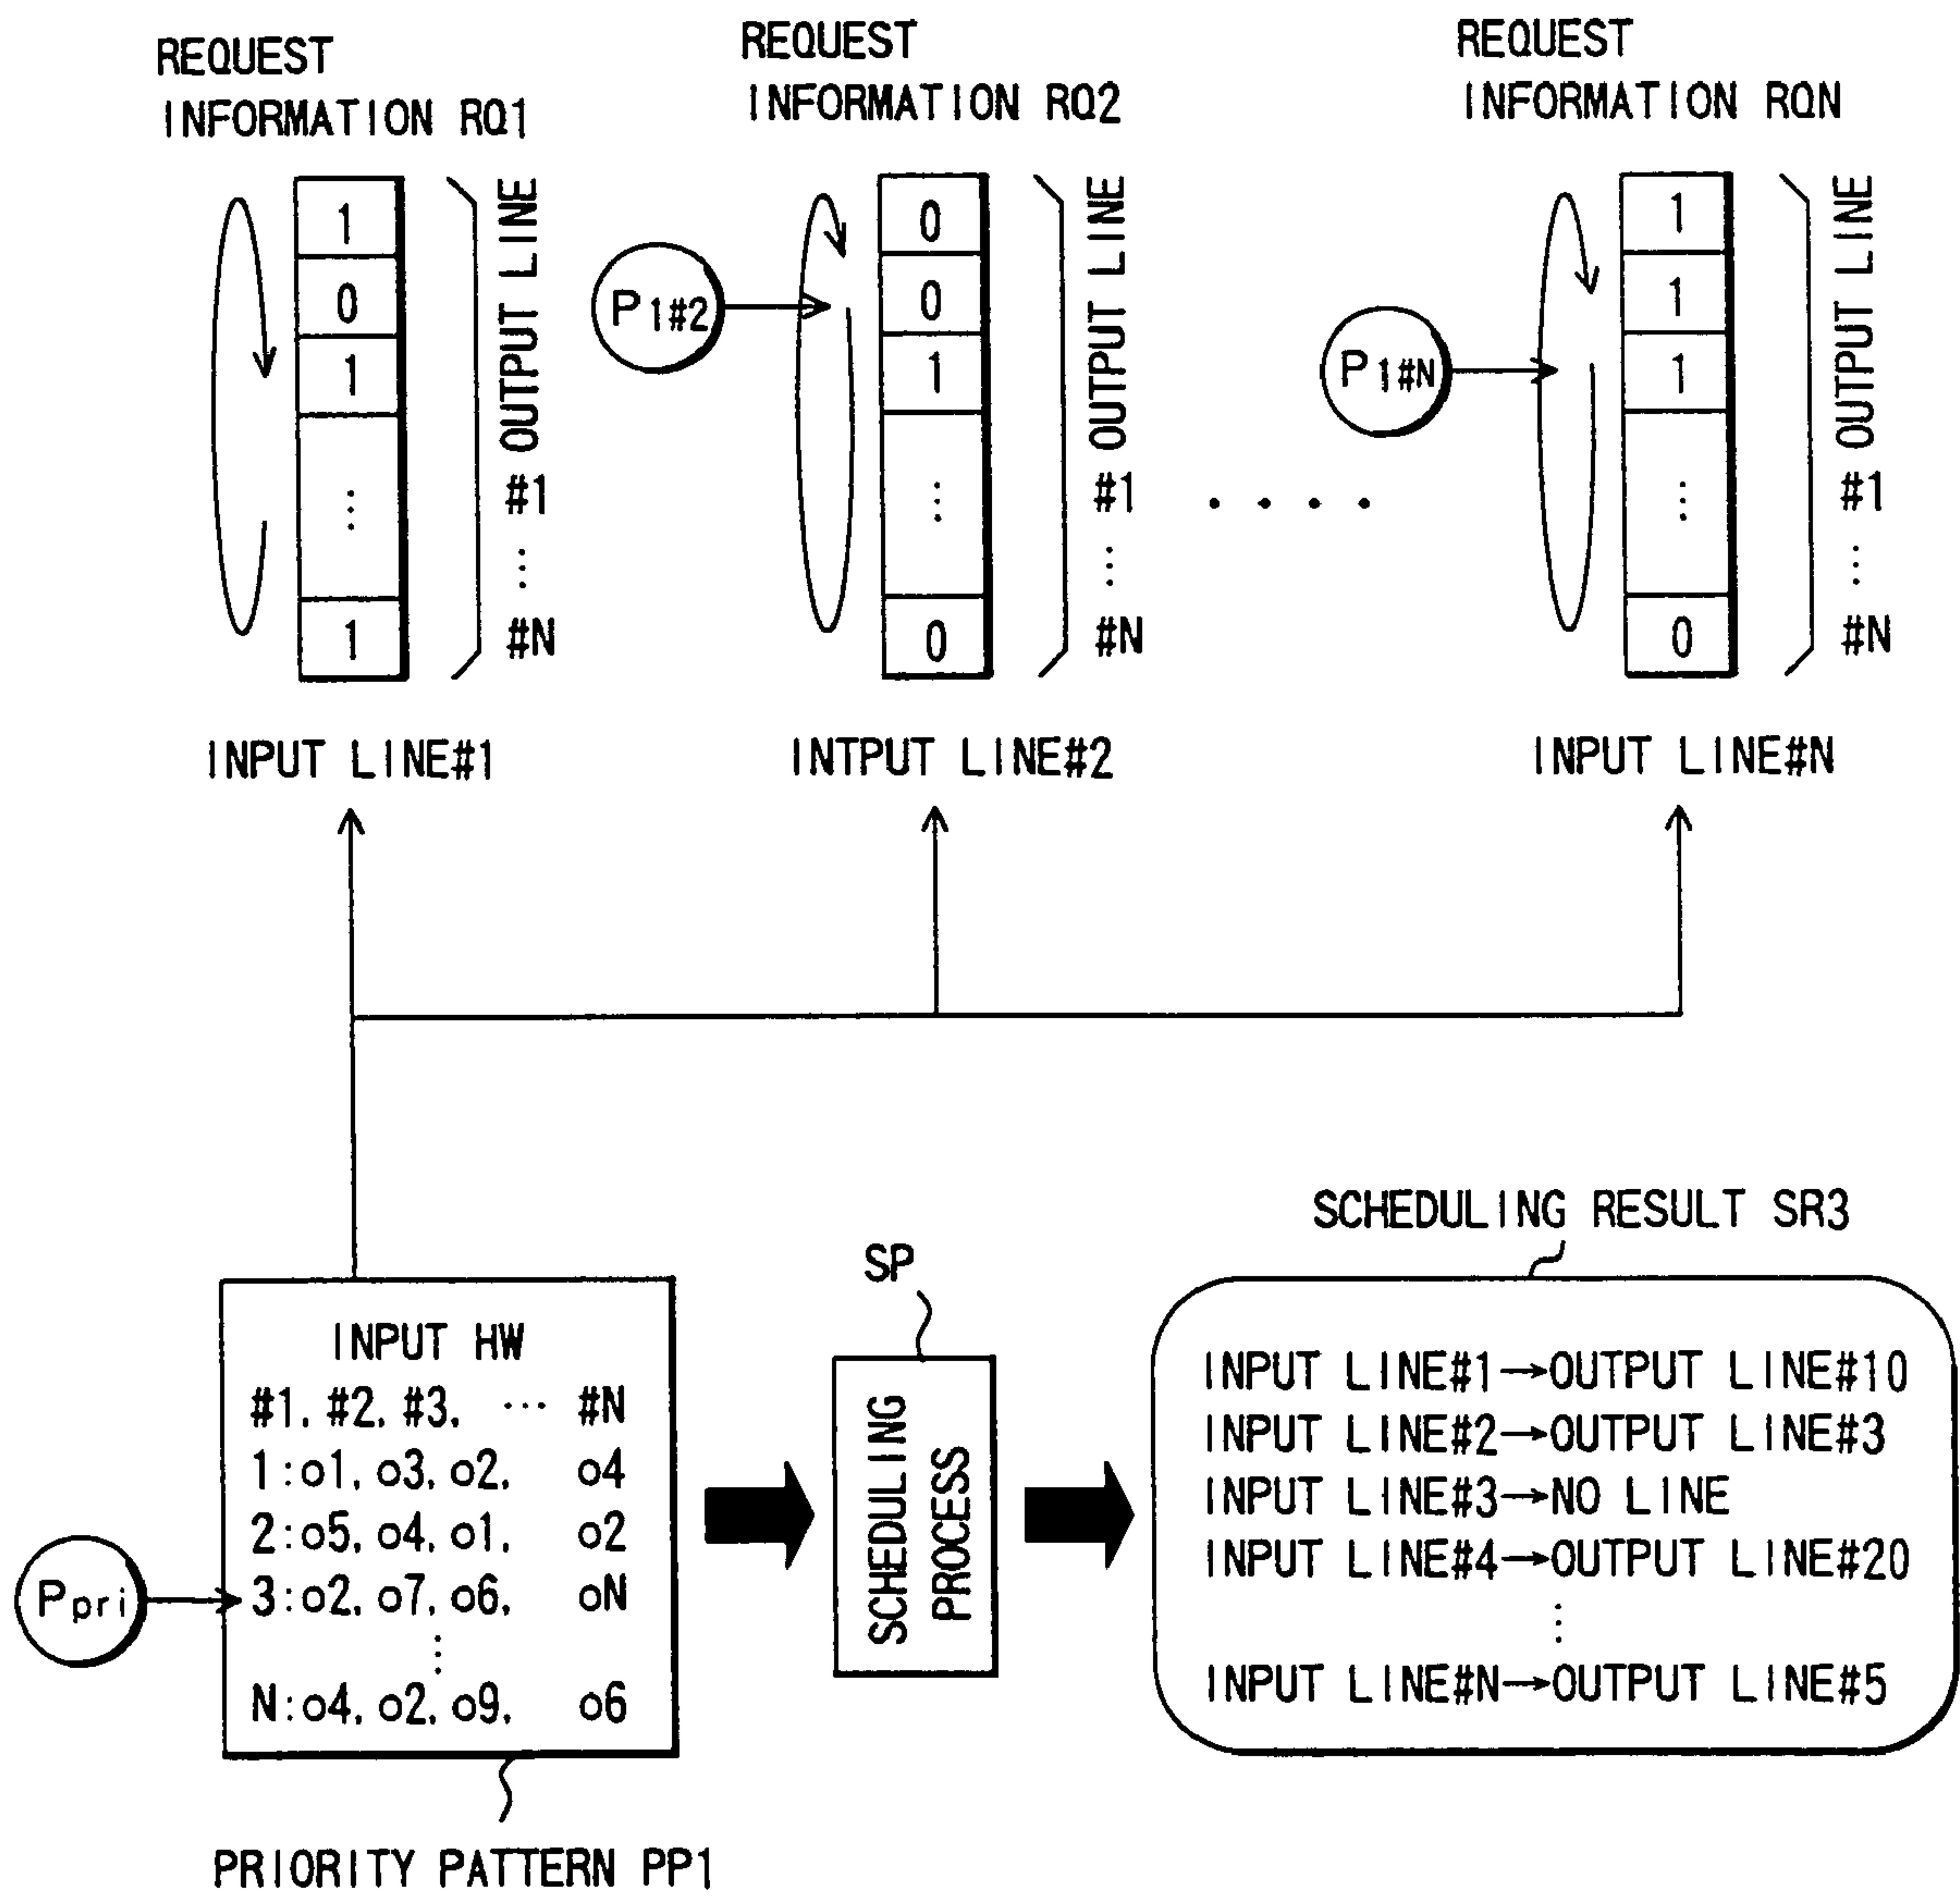 REQUEST
INFORMATION RQ1
1
0
1
⋮
1
OUTPUT LINE
#1
⋮
#N
INPUT LINE#1
REQUEST
INFORMATION RQ2
P1#2
0
0
1
⋮
0
OUTPUT LINE
#1
⋮
#N
INTPUT LINE#2
. . . .
REQUEST
INFORMATION RQN
P1#N
1
1
1
⋮
0
OUTPUT LINE
#1
⋮
#N
INPUT LINE#N
Ppri
INPUT HW
#1, #2, #3, ··· #N
1:o1, o3, o2, o4
2:o5, o4, o1, o2
3:o2, o7, o6, oN
⋮
N:o4, o2, o9, o6
PRIORITY PATTERN PP1
SP
SCHEDULING
PROCESS
SCHEDULING RESULT SR3
INPUT LINE#1→OUTPUT LINE#10
INPUT LINE#2→OUTPUT LINE#3
INPUT LINE#3→NO LINE
INPUT LINE#4→OUTPUT LINE#20
⋮
INPUT LINE#N→OUTPUT LINE#5